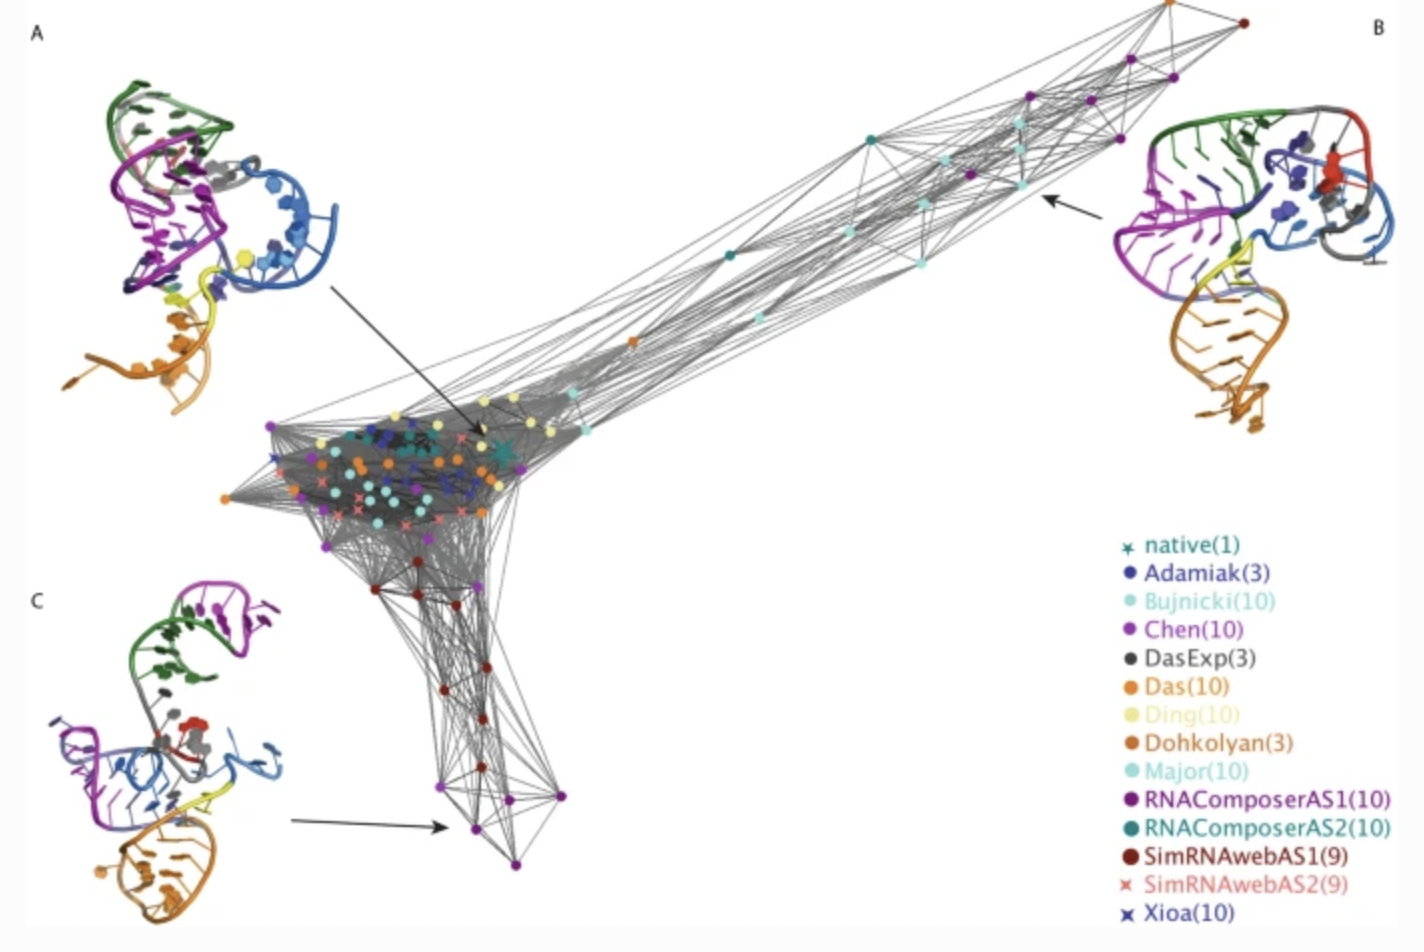 A
B
C
native(1)
Adamiak(3)
Bujnicki(10)
Chen(10)
DasExp(3)
Das(10)
Ding(10)
Dohkolyan(3)
Major(10)
RNAComposerAS1(10)
RNAComposerAS2(10)
SimRNAwebAS1(9)
SimRNAwebAS2(9)
Xioa(10)